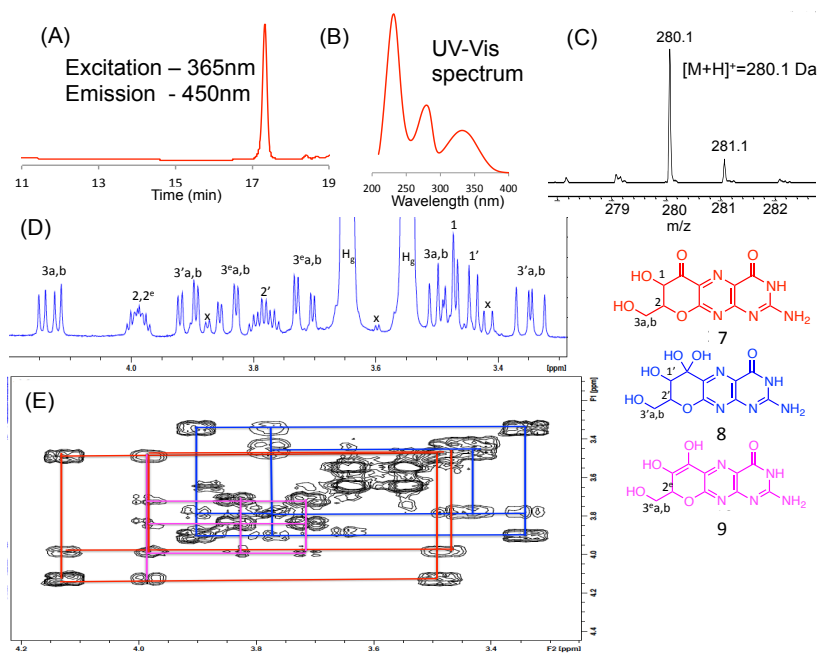 (A)
Excitation – 365nm
Emission - 450nm
11 13 15 17 19
Time (min)
(B)
UV-Vis
spectrum
200 250 300 350 400
Wavelength (nm)
(C)
280.1
[M+H]⁺=280.1 Da
281.1
279 280 281 282
m/z
(D)
3a,b
2,2ᵉ
3'a,b
x
3ᵉa,b
2'
3ᵉa,b
Hg
x
Hg
3a,b
1
1'
x
3'a,b
4.0 3.8 3.6 3.4 [ppm]
(E)
F1 [ppm]
3.4
3.6
3.8
4.0
4.2
4.4
4.2 4.0 3.8 3.6 3.4 F2 [ppm]
O O
HO 1 N NH
HO 2
3a,b O N N NH₂
7
OH OH O
HO 1' N NH
HO 2'
3'a,b O N N NH₂
8
OH O
HO N NH
HO 2ᵉ
3ᵉa,b O N N NH₂
9